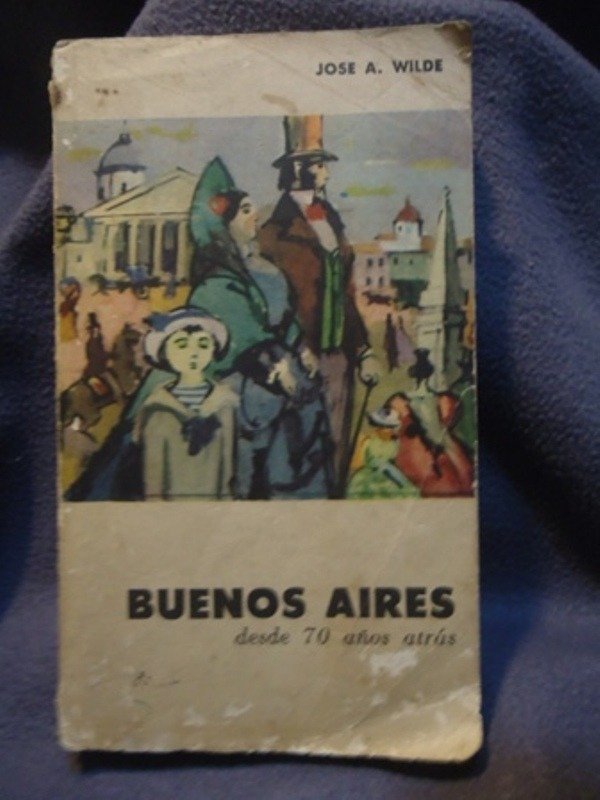 JOSE A. WILDE
BUENOS AIRES
desde 70 años atrás